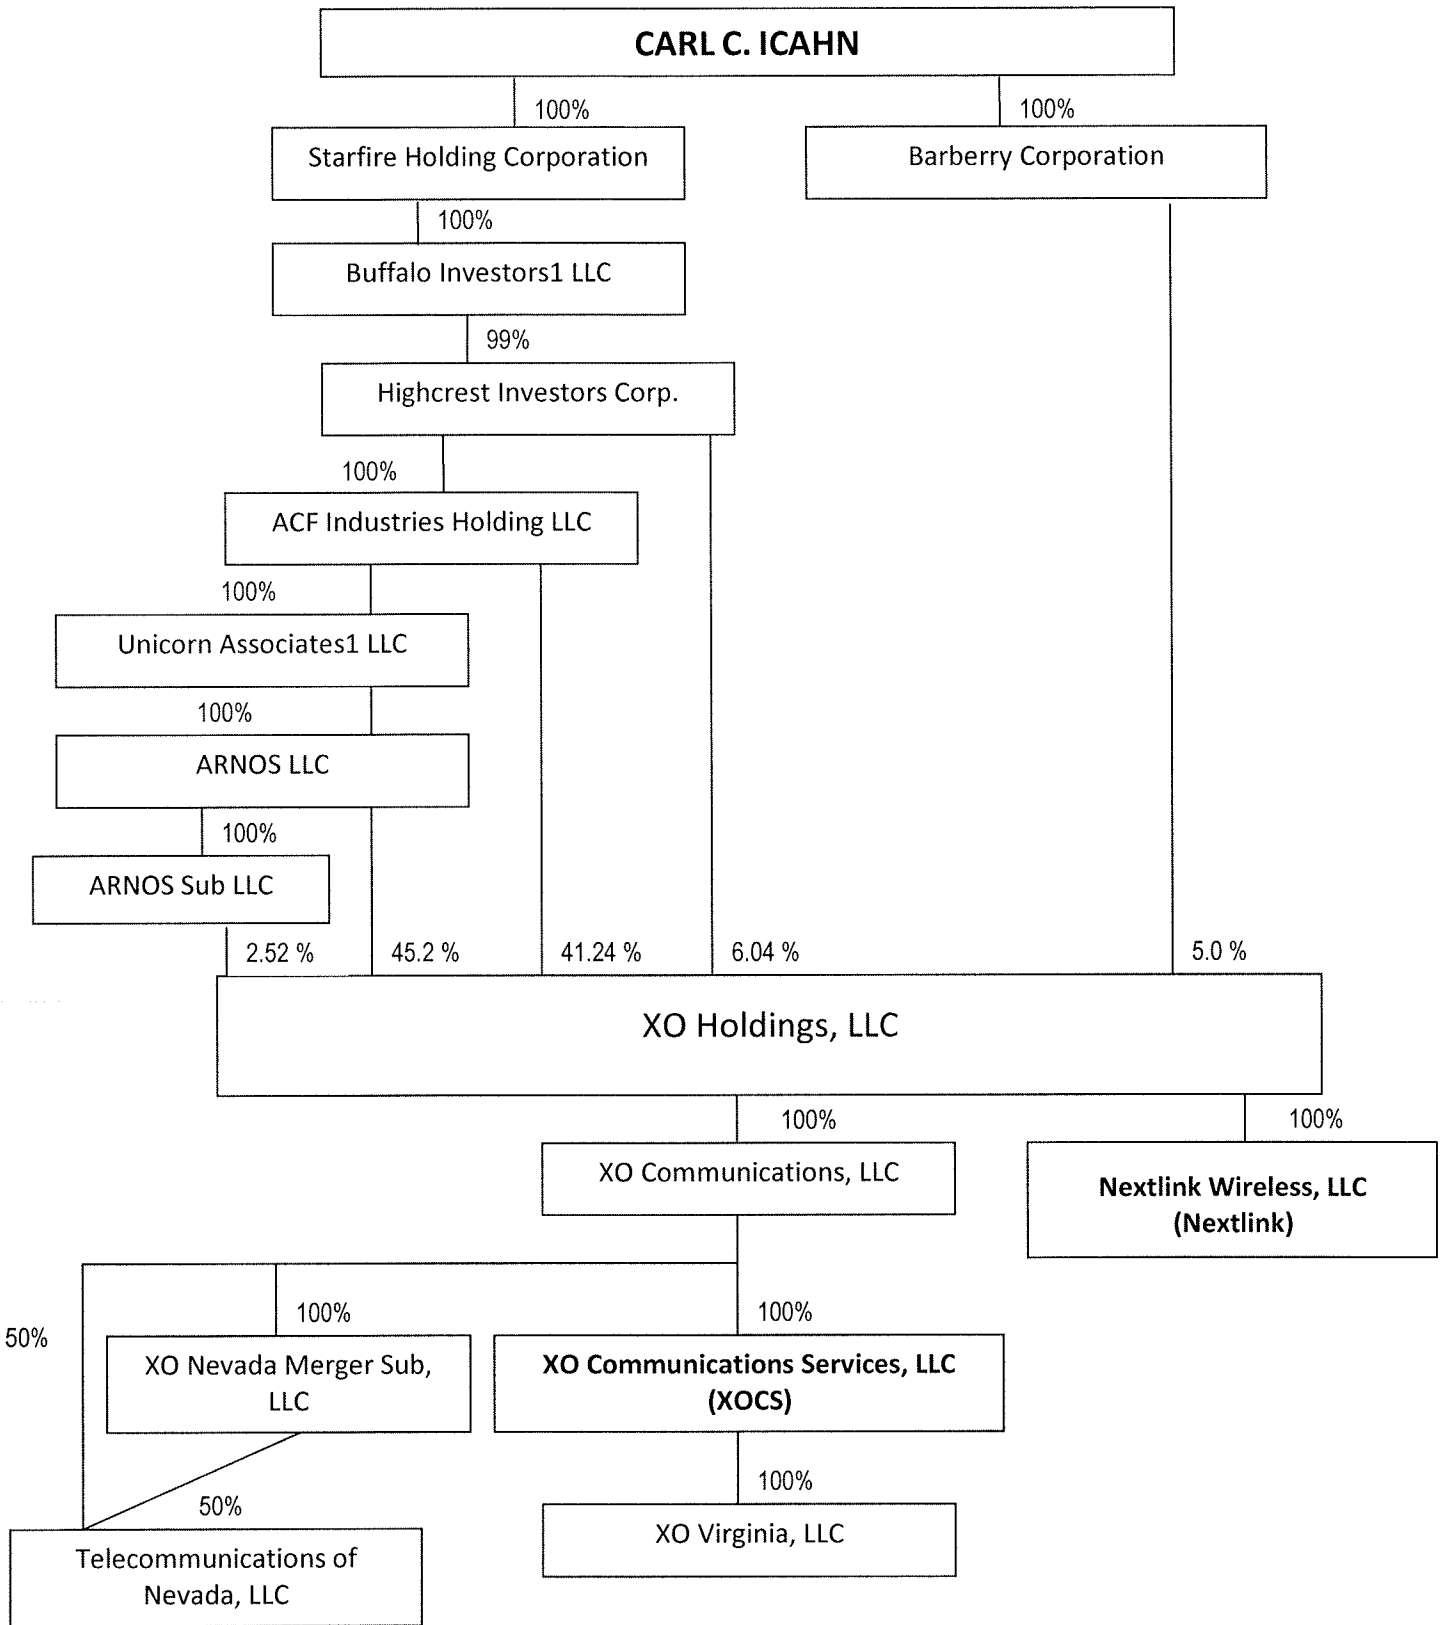 CARL C. ICAHN
100%
100%
Starfire Holding Corporation
Barberry Corporation
100%
Buffalo Investors1 LLC
99%
Highcrest Investors Corp.
100%
ACF Industries Holding LLC
100%
Unicorn Associates1 LLC
100%
ARNOS LLC
100%
ARNOS Sub LLC
2.52 %
45.2 %
41.24 %
6.04 %
5.0 %
XO Holdings, LLC
100%
100%
XO Communications, LLC
Nextlink Wireless, LLC
(Nextlink)
50%
100%
100%
XO Nevada Merger Sub,
LLC
XO Communications Services, LLC
(XOCS)
50%
100%
Telecommunications of
Nevada, LLC
XO Virginia, LLC